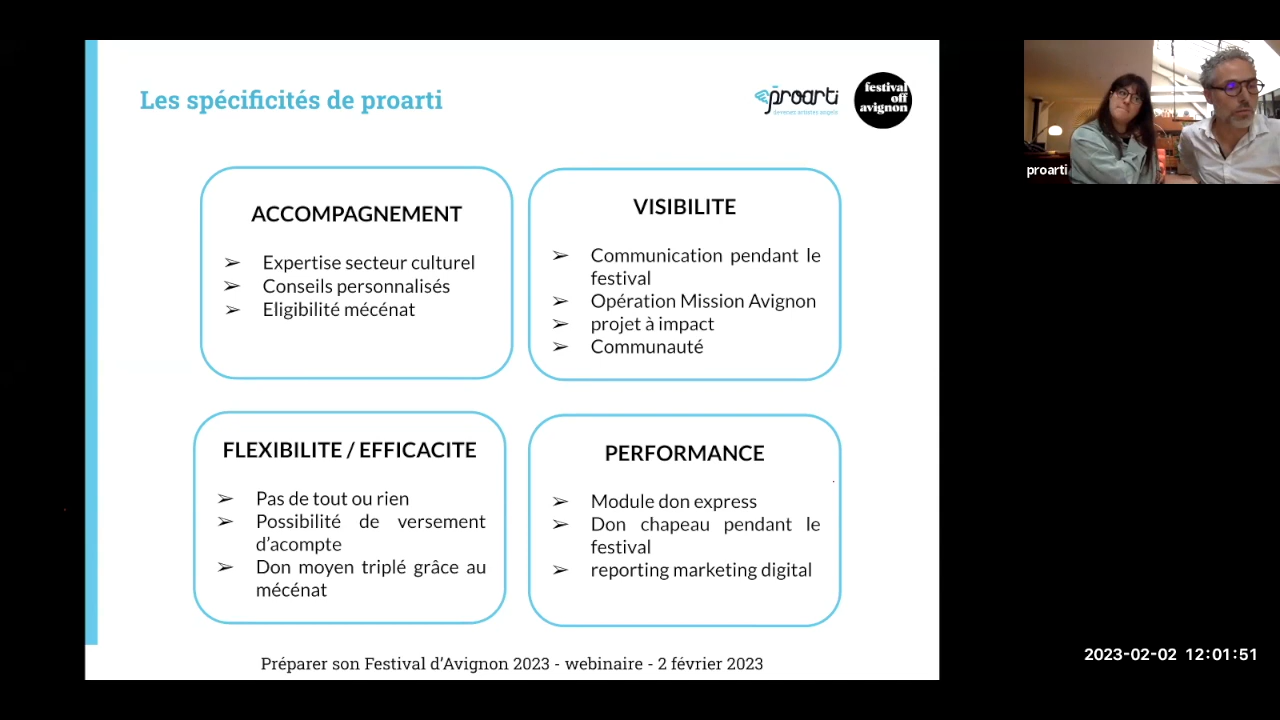 Les spécificités de proarti
proarti
devenez artistes mécènes
festival
off
avignon
proarti
ACCOMPAGNEMENT
➢ Expertise secteur culturel
➢ Conseils personnalisés
➢ Eligibilité mécénat
VISIBILITE
➢ Communication pendant le
festival
➢ Opération Mission Avignon
➢ projet à impact
➢ Communauté
FLEXIBILITE / EFFICACITE
➢ Pas de tout ou rien
➢ Possibilité de versement
d’acompte
➢ Don moyen triplé grâce au
mécénat
PERFORMANCE
➢ Module don express
➢ Don chapeau pendant le
festival
➢ reporting marketing digital
Préparer son Festival d’Avignon 2023 - webinaire - 2 février 2023
2023-02-02 12:01:51